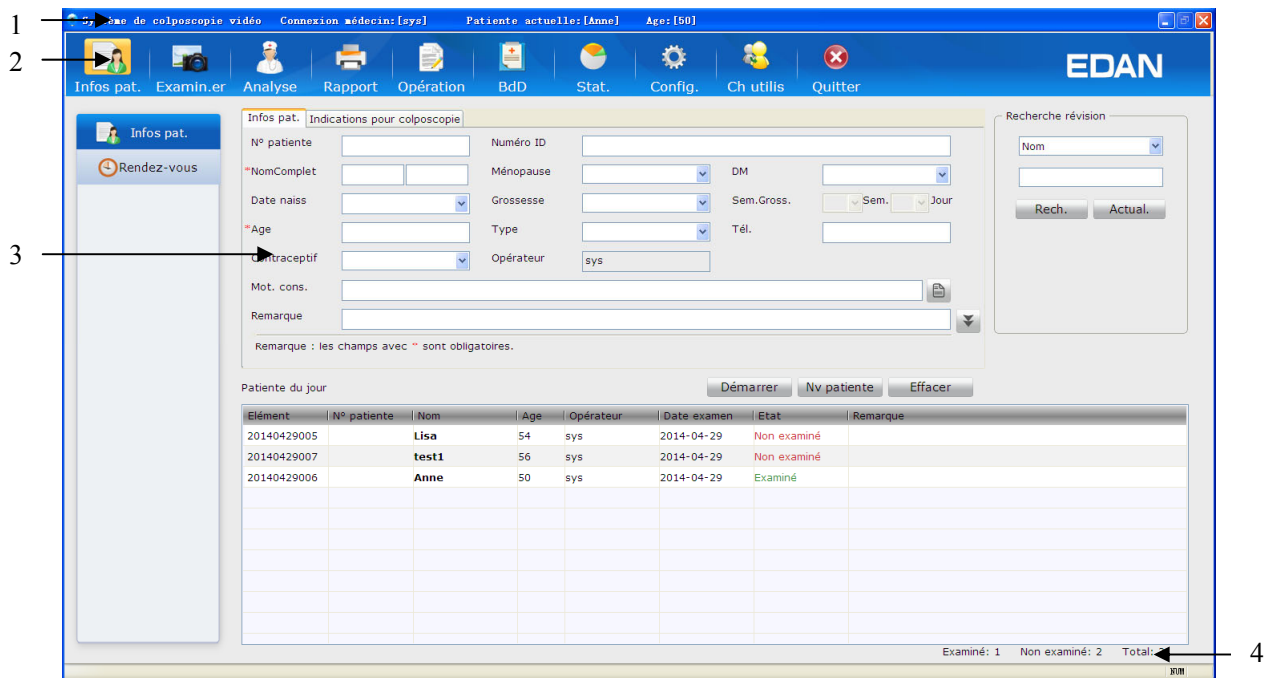 1
Système de colposcopie vidéo Connexion médecin:[sys] Patiente actuelle:[Anne] Age:[50]
2
Infos pat. Examin.er Analyse Rapport Opération BdD Stat. Config. Ch utilis Quitter
EDAN
Infos pat.
Rendez-vous
Infos pat. Indications pour colposcopie
Nº patiente Numéro ID
*NomComplet Ménopause DM
Date naiss Grossesse Sem.Gross. Sem. Jour
*Age Type Tél.
3
Contraceptif Opérateur sys
Mot. cons.
Remarque
Remarque : les champs avec * sont obligatoires.
Recherche révision
Nom
Rech. Actual.
Patiente du jour Démarrer Nv patiente Effacer
Elément Nº patiente Nom Age Opérateur Date examen Etat Remarque
20140429005 Lisa 54 sys 2014-04-29 Non examiné
20140429007 test1 56 sys 2014-04-29 Non examiné
20140429006 Anne 50 sys 2014-04-29 Examiné
Examiné: 1 Non examiné: 2 Total:
4
NUM